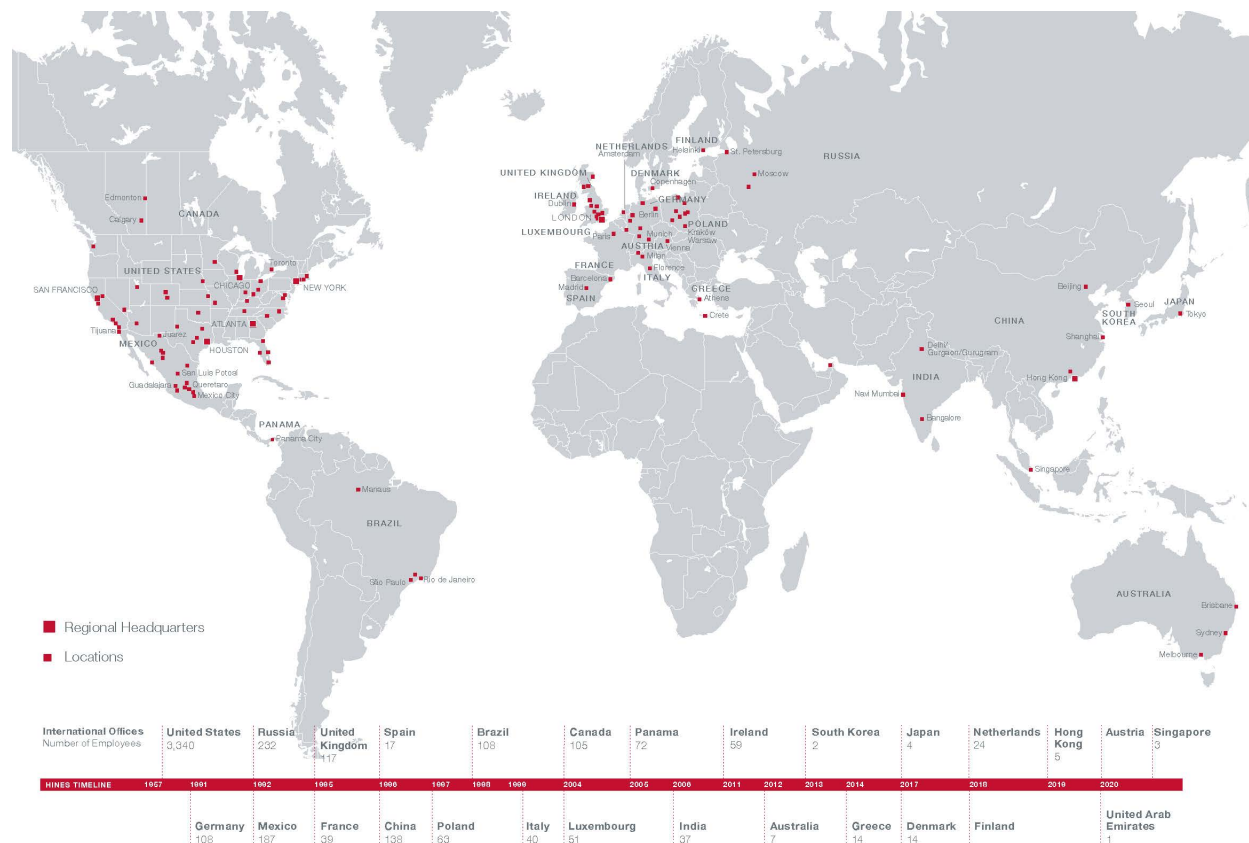 NETHERLANDS
Amsterdam
FINLAND
Helsinki
St. Petersburg
RUSSIA
UNITED KINGDOM
DENMARK
Copenhagen
Moscow
Edmonton
CANADA
Calgary
IRELAND
Dublin
GERMANY
LONDON
Berlin
LUXEMBOURG
Paris
Munich
POLAND
Kraków
Warsaw
AUSTRIA
Vienna
Milan
UNITED STATES
Toronto
CHICAGO
FRANCE
Florence
ITALY
Barcelona
Madrid
SPAIN
GREECE
Athens
Crete
SAN FRANCISCO
NEW YORK
ATLANTA
Tijuana
Juarez
MEXICO
HOUSTON
San Luis Potosi
Guadalajara
Queretaro
Mexico City
Beijing
Seoul
JAPAN
SOUTH
KOREA
Tokyo
CHINA
Shanghai
Delhi/
Gurgaon/Gurugram
INDIA
Hong Kong
Navi Mumbai
Bangalore
PANAMA
Panama City
Singapore
Manaus
BRAZIL
São Paulo
Rio de Janeiro
AUSTRALIA
Brisbane
Sydney
Melbourne
Regional Headquarters
Locations
International Offices
Number of Employees
United States
3,340
Russia
232
United
Kingdom
117
Spain
17
Brazil
108
Canada
105
Panama
72
Ireland
59
South Korea
2
Japan
4
Netherlands
24
Hong
Kong
5
Austria
Singapore
3
HINES TIMELINE 1957 1991 1992 1995 1996 1997 1998 1999 2004 2005 2006 2011 2012 2013 2014 2017 2018 2019 2020
Germany
108
Mexico
187
France
39
China
138
Poland
63
Italy
40
Luxembourg
51
India
37
Australia
7
Greece
14
Denmark
14
Finland
United Arab
Emirates
1